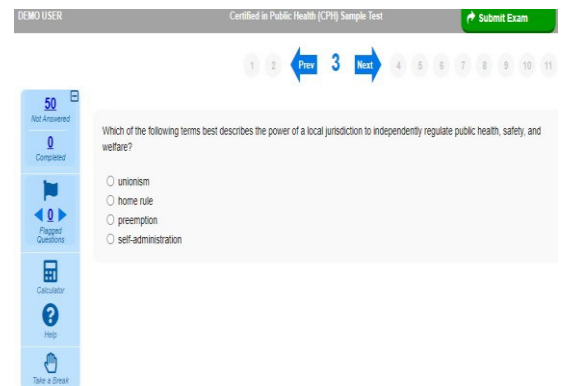 DEMO USER
Certified in Public Health (CPH) Sample Test
Submit Exam
1 2 Prev 3 Next 4 5 6 7 8 9 10 11
50
Not Answered
0
Completed
0
Flagged
Questions
Calculator
Help
Take a Break
Which of the following terms best describes the power of a local jurisdiction to independently regulate public health, safety, and
welfare?
unionism
home rule
preemption
self-administration